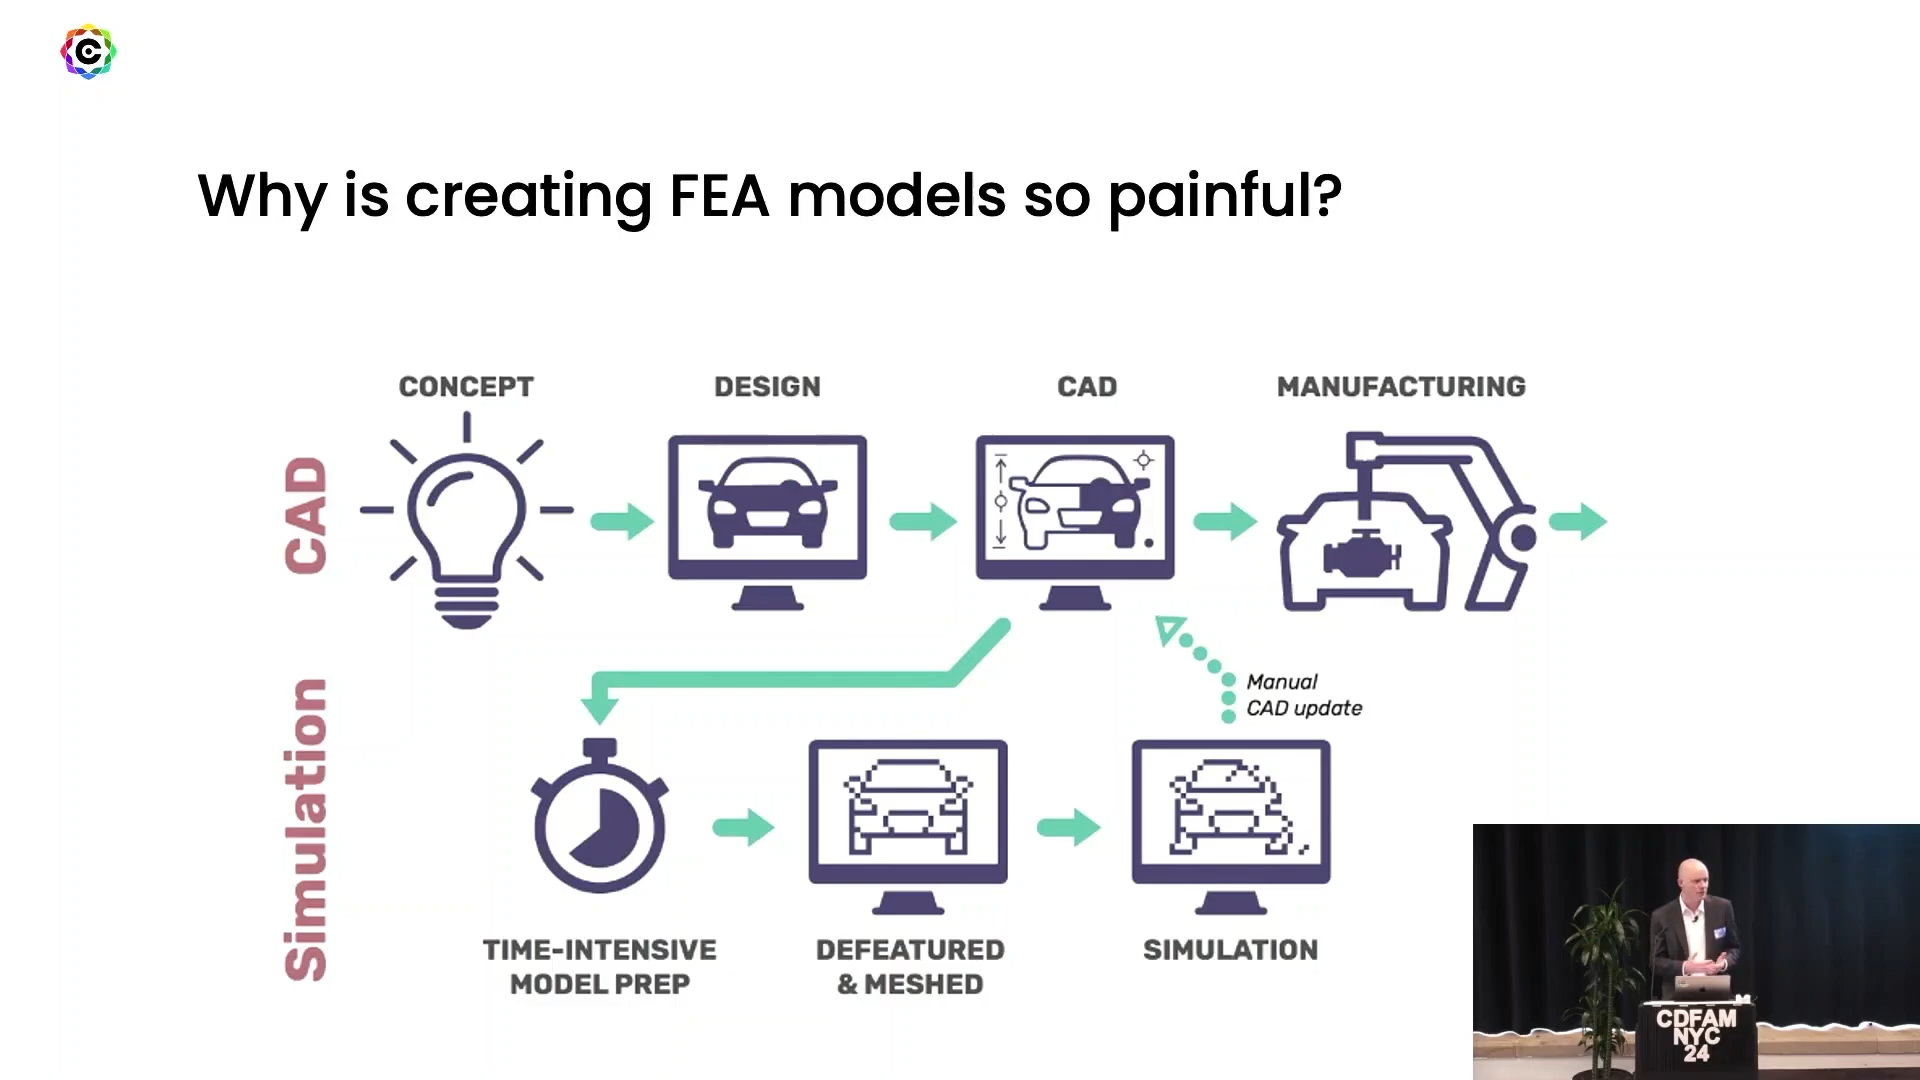 Why is creating FEA models so painful?
CONCEPT
DESIGN
CAD
MANUFACTURING
CAD
Manual
CAD update
Simulation
TIME-INTENSIVE
MODEL PREP
DEFEATURED
& MESHED
SIMULATION
CDFAM
NYC
24